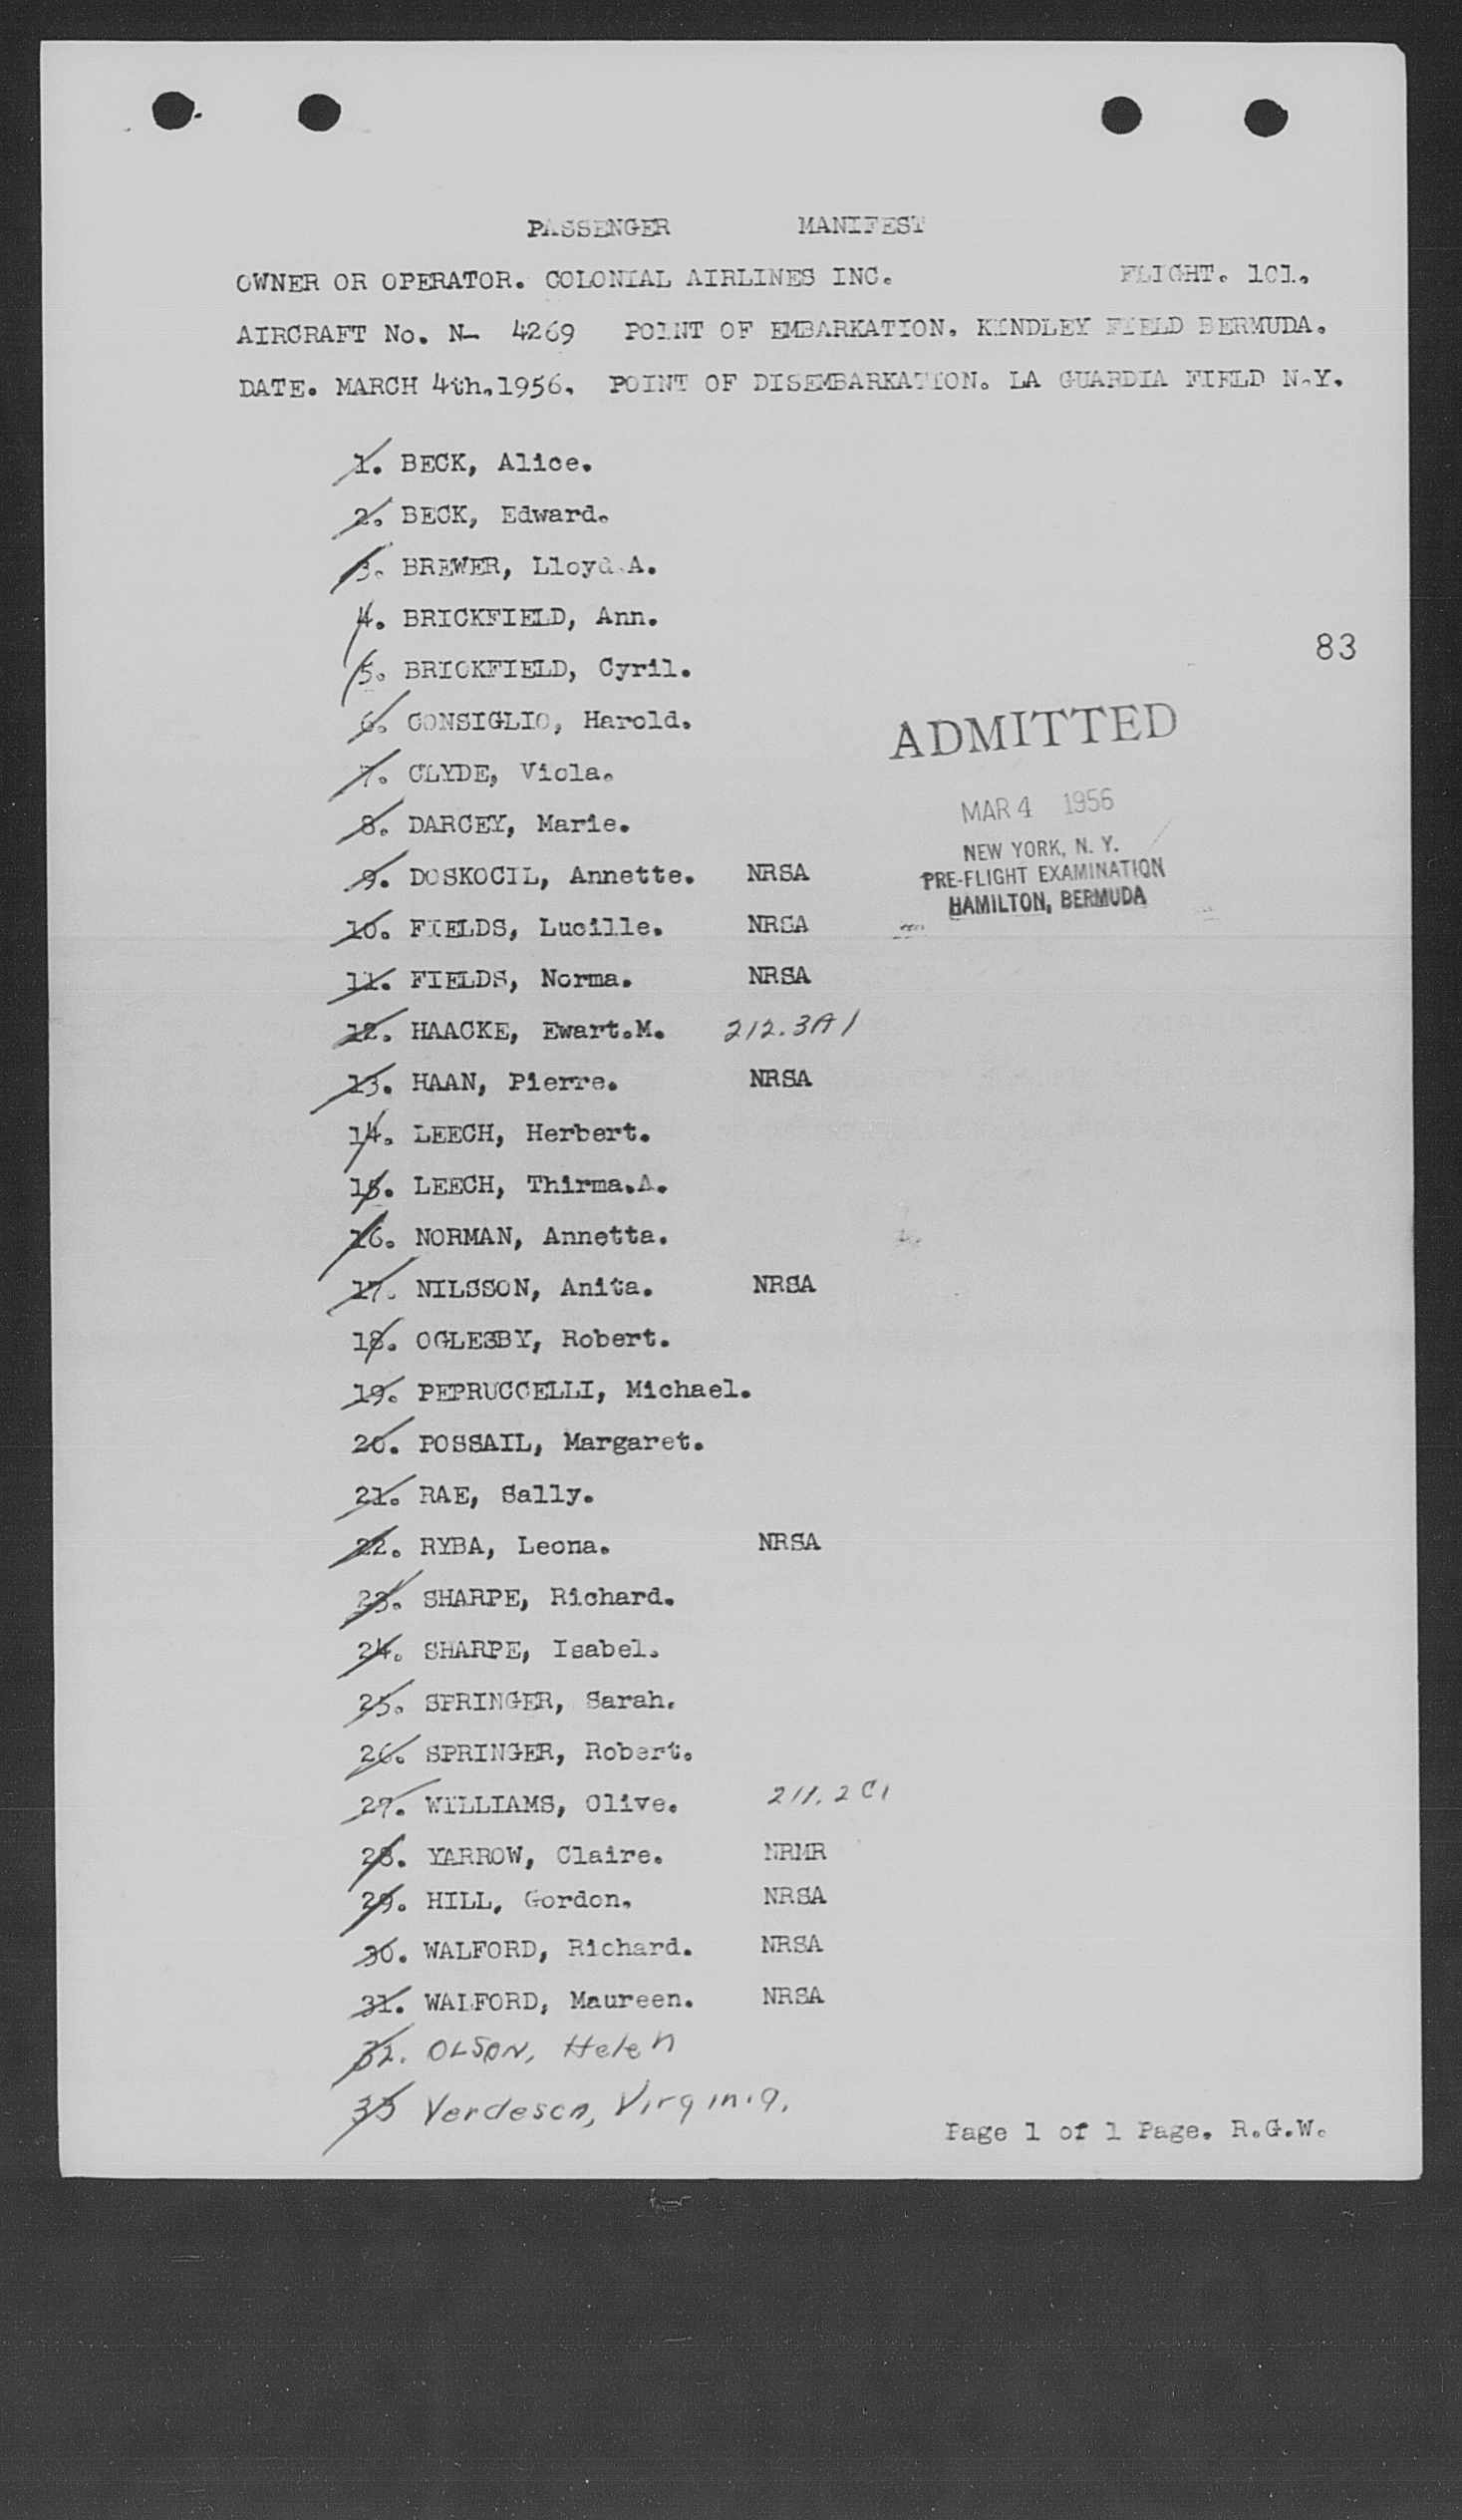 PASSENGER MANIFEST
OWNER OR OPERATOR. COLONIAL AIRLINES INC. FLIGHT. 101.
AIRCRAFT No. N- 4269 POINT OF EMBARKATION. KINDLEY FIELD BERMUDA.
DATE. MARCH 4th.1956. POINT OF DISEMBARKATION. LA GUARDIA FIELD N.Y.
1. BECK, Alice.
2. BECK, Edward.
3. BREWER, Lloyd.A.
4. BRICKFIELD, Ann.
83
5. BRICKFIELD, Cyril.
6. CONSIGLIO, Harold.
ADMITTED
7. CLYDE, Viola.
MAR 4 1956
8. DARCEY, Marie.
NEW YORK, N. Y.
PRE-FLIGHT EXAMINATION
HAMILTON, BERMUDA
9. DOSKOCIL, Annette. NRSA
10. FIELDS, Lucille. NRSA
11. FIELDS, Norma. NRSA
12. HAACKE, Ewart.M. 212.3A1
13. HAAN, Pierre. NRSA
14. LEECH, Herbert.
15. LEECH, Thirma.A.
16. NORMAN, Annetta.
17. NILSSON, Anita. NRSA
18. OGLESBY, Robert.
19. PEPRUCCELLI, Michael.
20. POSSAIL, Margaret.
21. RAE, Sally.
22. RYBA, Leona. NRSA
23. SHARPE, Richard.
24. SHARPE, Isabel.
25. SPRINGER, Sarah.
26. SPRINGER, Robert.
27. WILLIAMS, Olive. 211.2C1
28. YARROW, Claire. NRMR
29. HILL, Gordon. NRSA
30. WALFORD, Richard. NRSA
31. WALFORD, Maureen. NRSA
32. OLSON, Helen
33 Verdesca, Virginia.
Page 1 of 1 Page. R.G.W.